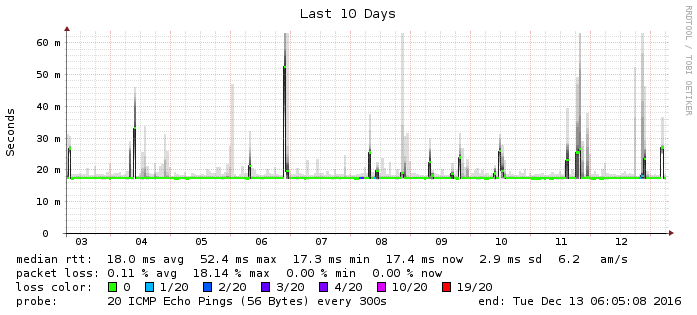 Last 10 Days
RRDTOOL / TOBI OETIKER
Seconds
60 m
50 m
40 m
30 m
20 m
10 m
0
03 04 05 06 07 08 09 10 11 12
median rtt: 18.0 ms avg 52.4 ms max 17.3 ms min 17.4 ms now 2.9 ms sd 6.2 am/s
packet loss: 0.11 % avg 18.14 % max 0.00 % min 0.00 % now
loss color: 0 1/20 2/20 3/20 4/20 10/20 19/20
probe: 20 ICMP Echo Pings (56 Bytes) every 300s end: Tue Dec 13 06:05:08 2016